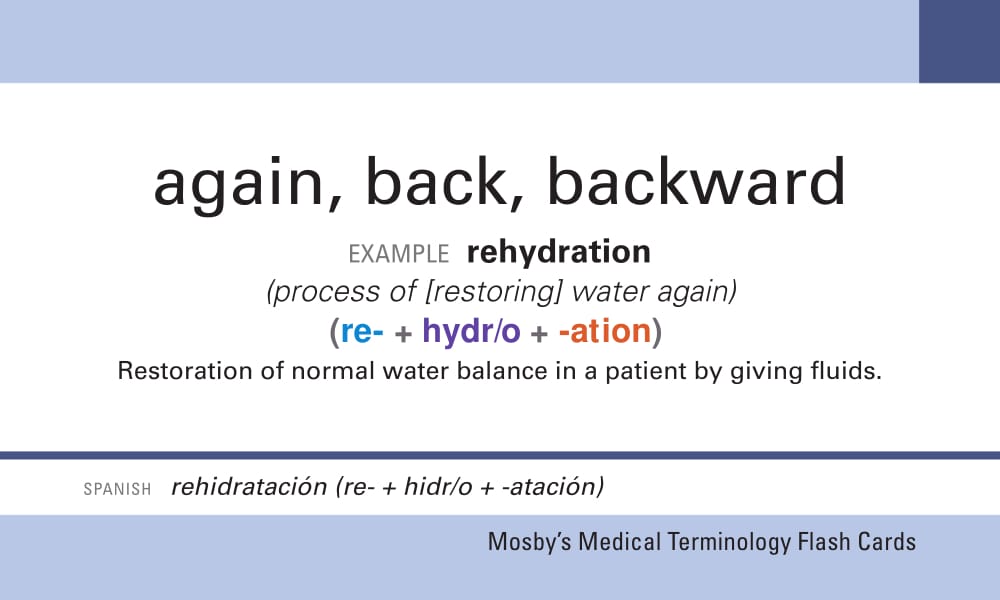 again, back, backward
EXAMPLE rehydration
(process of [restoring] water again)
(re- + hydr/o + -ation)
Restoration of normal water balance in a patient by giving fluids.
SPANISH rehidratación (re- + hidr/o + -atación)
Mosby's Medical Terminology Flash Cards